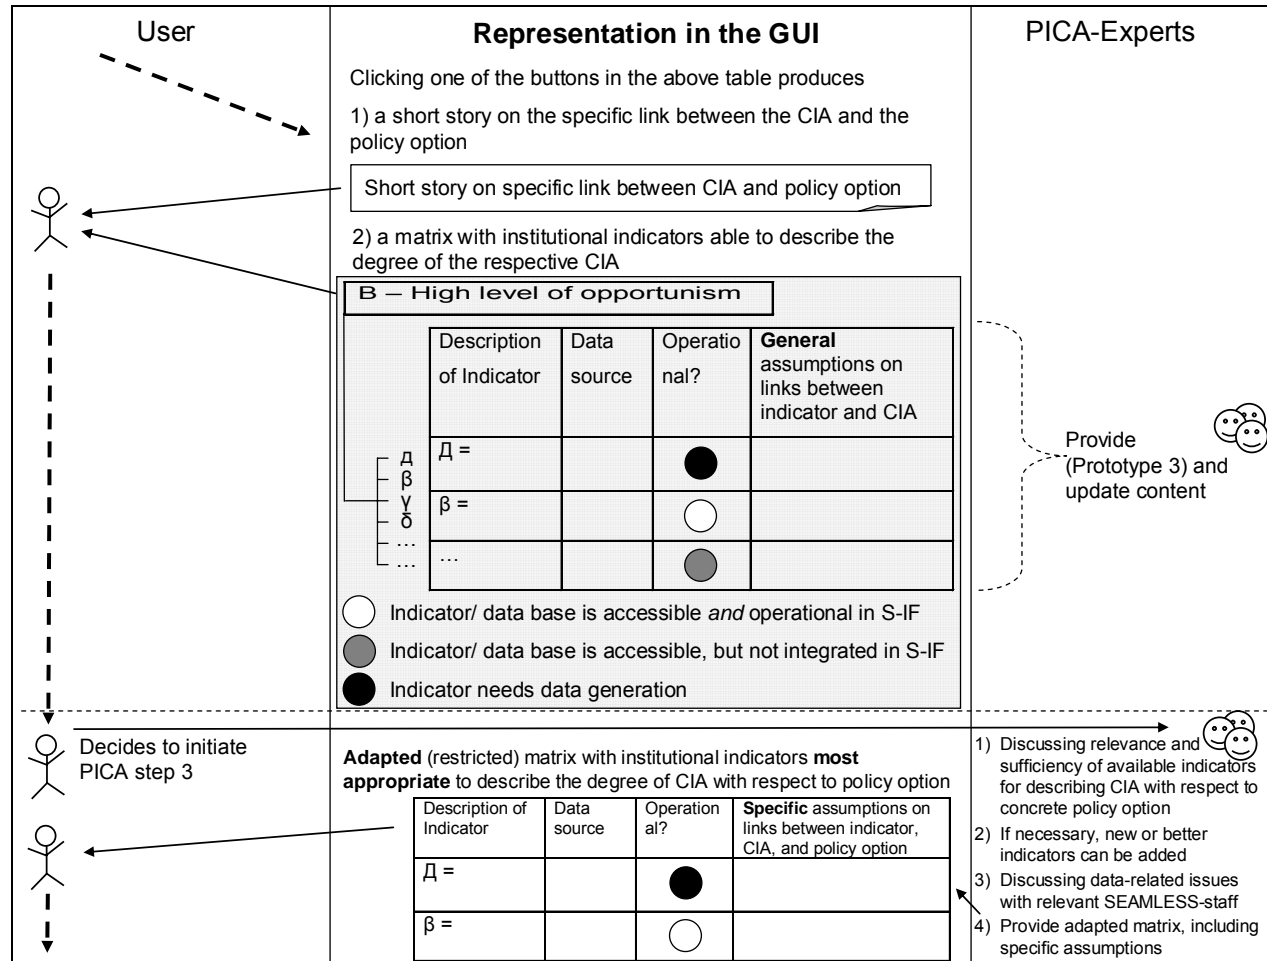 User
Representation in the GUI
PICA-Experts
Clicking one of the buttons in the above table produces
1) a short story on the specific link between the CIA and the
policy option
Short story on specific link between CIA and policy option
2) a matrix with institutional indicators able to describe the
degree of the respective CIA
B – High level of opportunism
Description
of Indicator
Data
source
Operatio
nal?
General
assumptions on
links between
indicator and CIA
Д
β
γ
δ
...
...
Д =
β =
...
Provide
(Prototype 3) and
update content
Indicator/ data base is accessible and operational in S-IF
Indicator/ data base is accessible, but not integrated in S-IF
Indicator needs data generation
Decides to initiate
PICA step 3
Adapted (restricted) matrix with institutional indicators most
appropriate to describe the degree of CIA with respect to policy option
Description of
Indicator
Data
source
Operation
al?
Specific assumptions on
links between indicator,
CIA, and policy option
Д =
β =
1) Discussing relevance and
sufficiency of available indicators
for describing CIA with respect to
concrete policy option
2) If necessary, new or better
indicators can be added
3) Discussing data-related issues
with relevant SEAMLESS-staff
4) Provide adapted matrix, including
specific assumptions